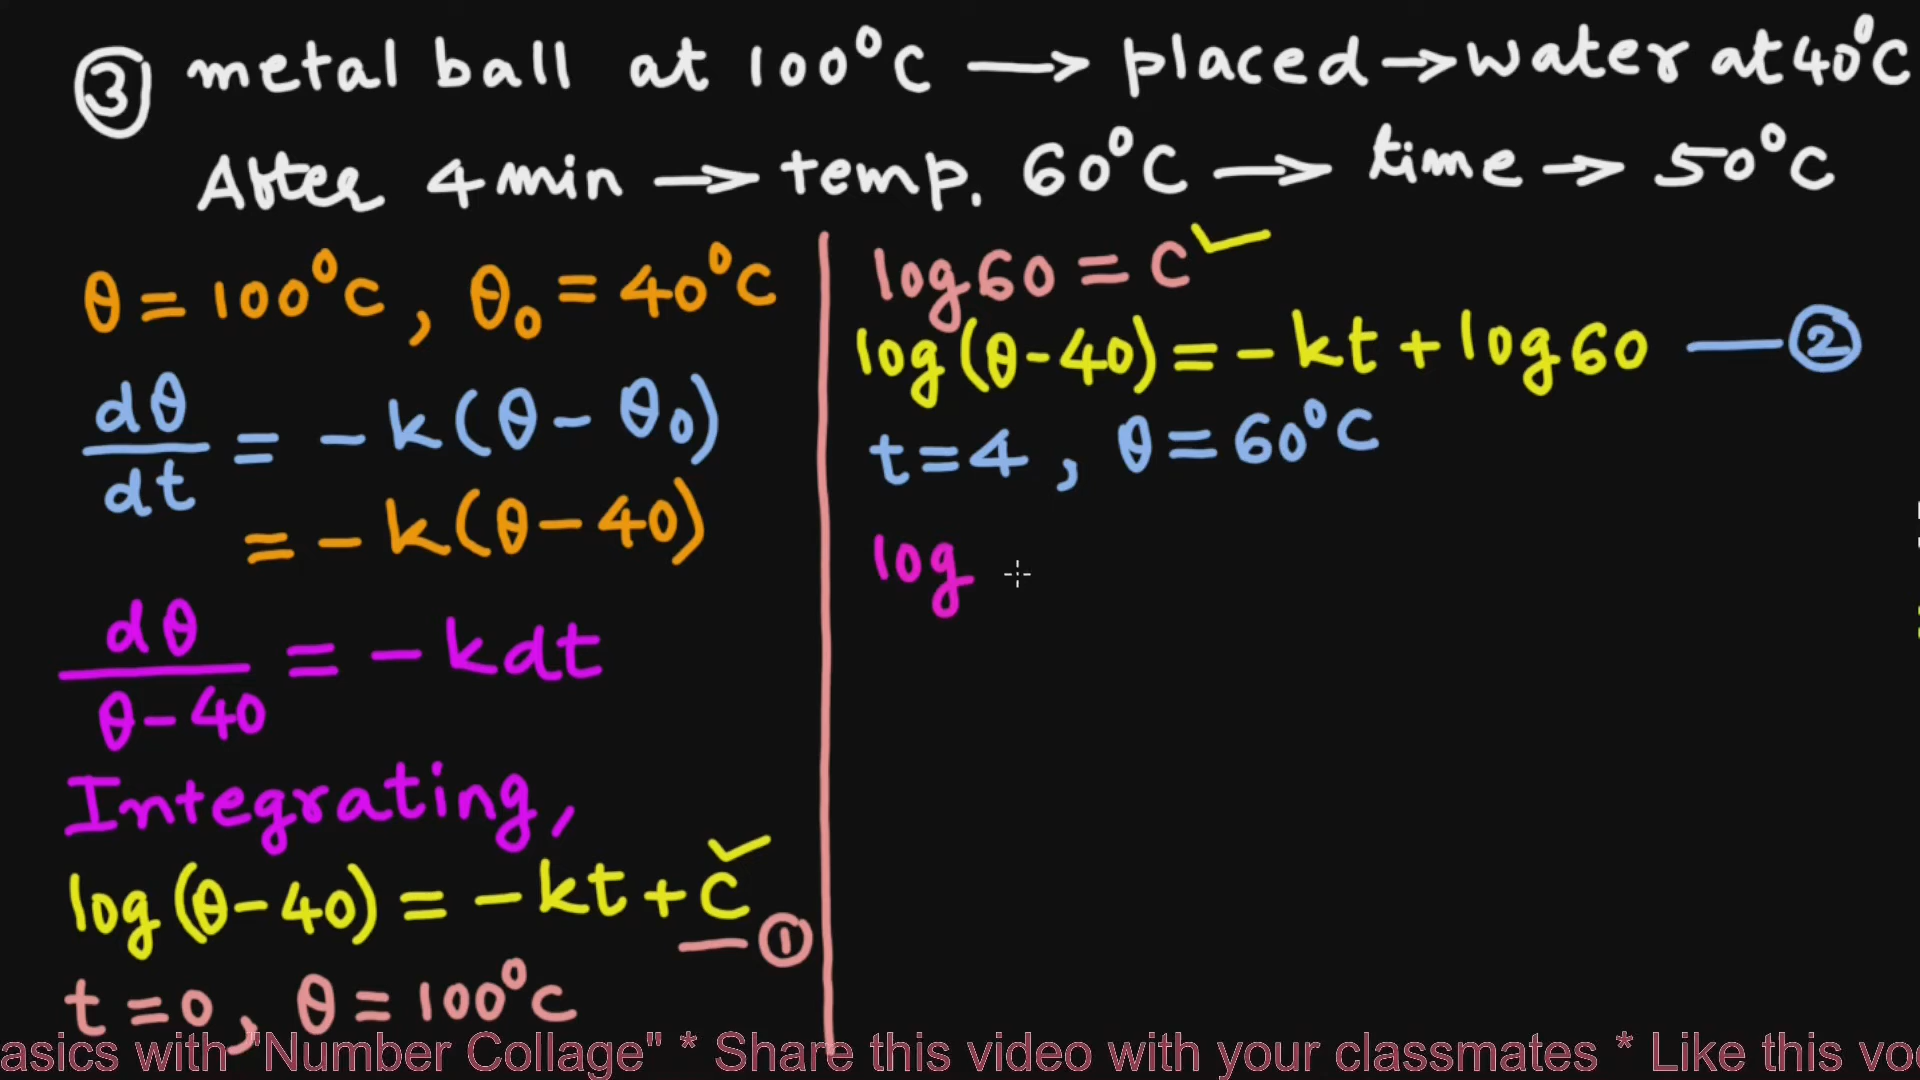 ③ metal ball at 100°C → placed → water at 40°C
After 4 min → temp. 60°C → time → 50°C
θ = 100°C, θ₀ = 40°C
dθ/dt = - k(θ - θ₀)
= - k(θ - 40)
dθ/θ-40 = - kdt
Integrating,
log(θ-40) = - kt + c ✓
— ①
t = 0, θ = 100°C
log 60 = c ✓
log(θ-40) = - kt + log 60 — ②
t = 4, θ = 60°C
log
asics with "Number Collage" * Share this video with your classmates * Like this